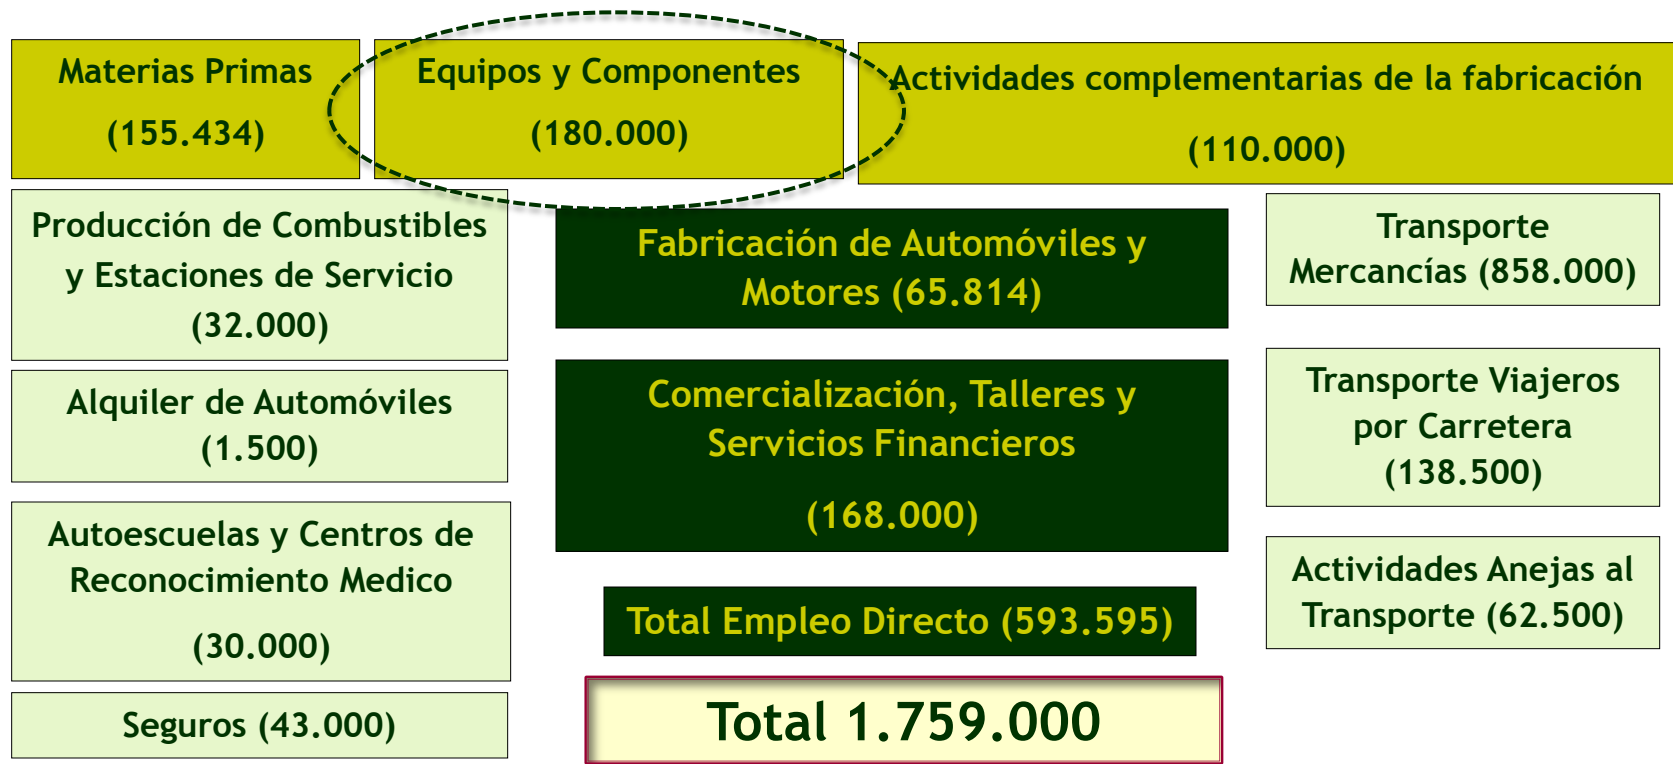 Materias Primas
(155.434)
Equipos y Componentes
(180.000)
Actividades complementarias de la fabricación
(110.000)
Producción de Combustibles
y Estaciones de Servicio
(32.000)
Fabricación de Automóviles y
Motores (65.814)
Transporte
Mercancías (858.000)
Alquiler de Automóviles
(1.500)
Comercialización, Talleres y
Servicios Financieros
(168.000)
Transporte Viajeros
por Carretera
(138.500)
Autoescuelas y Centros de
Reconocimiento Medico
(30.000)
Total Empleo Directo (593.595)
Actividades Anejas al
Transporte (62.500)
Seguros (43.000)
Total 1.759.000